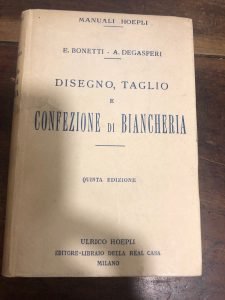 MANUALI HOEPLI
E. BONETTI - A. DEGASPERI
DISEGNO, TAGLIO
E
CONFEZIONE DI BIANCHERIA
QUINTA EDIZIONE
ULRICO HOEPLI
EDITORE-LIBRAIO DELLA REAL CASA
MILANO